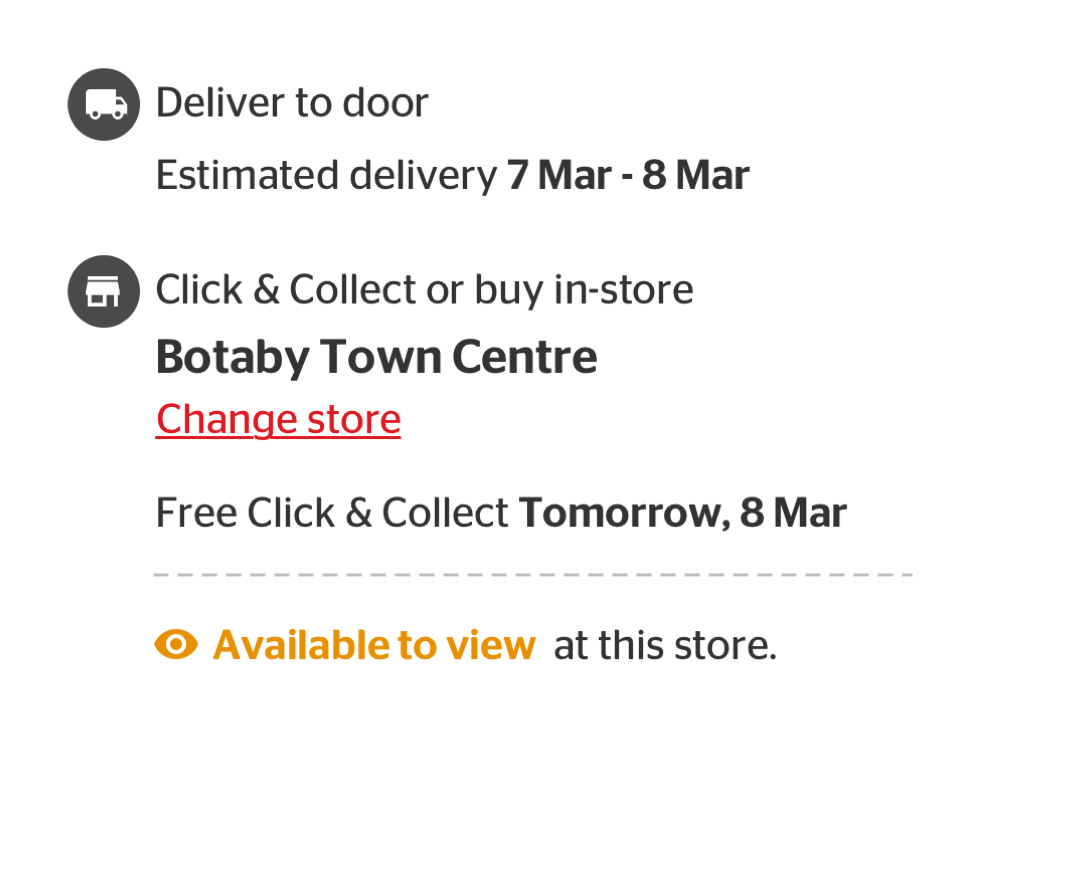 Deliver to door
Estimated delivery 7 Mar - 8 Mar
Click & Collect or buy in-store
Botaby Town Centre
Change store
Free Click & Collect Tomorrow, 8 Mar
Available to view at this store.